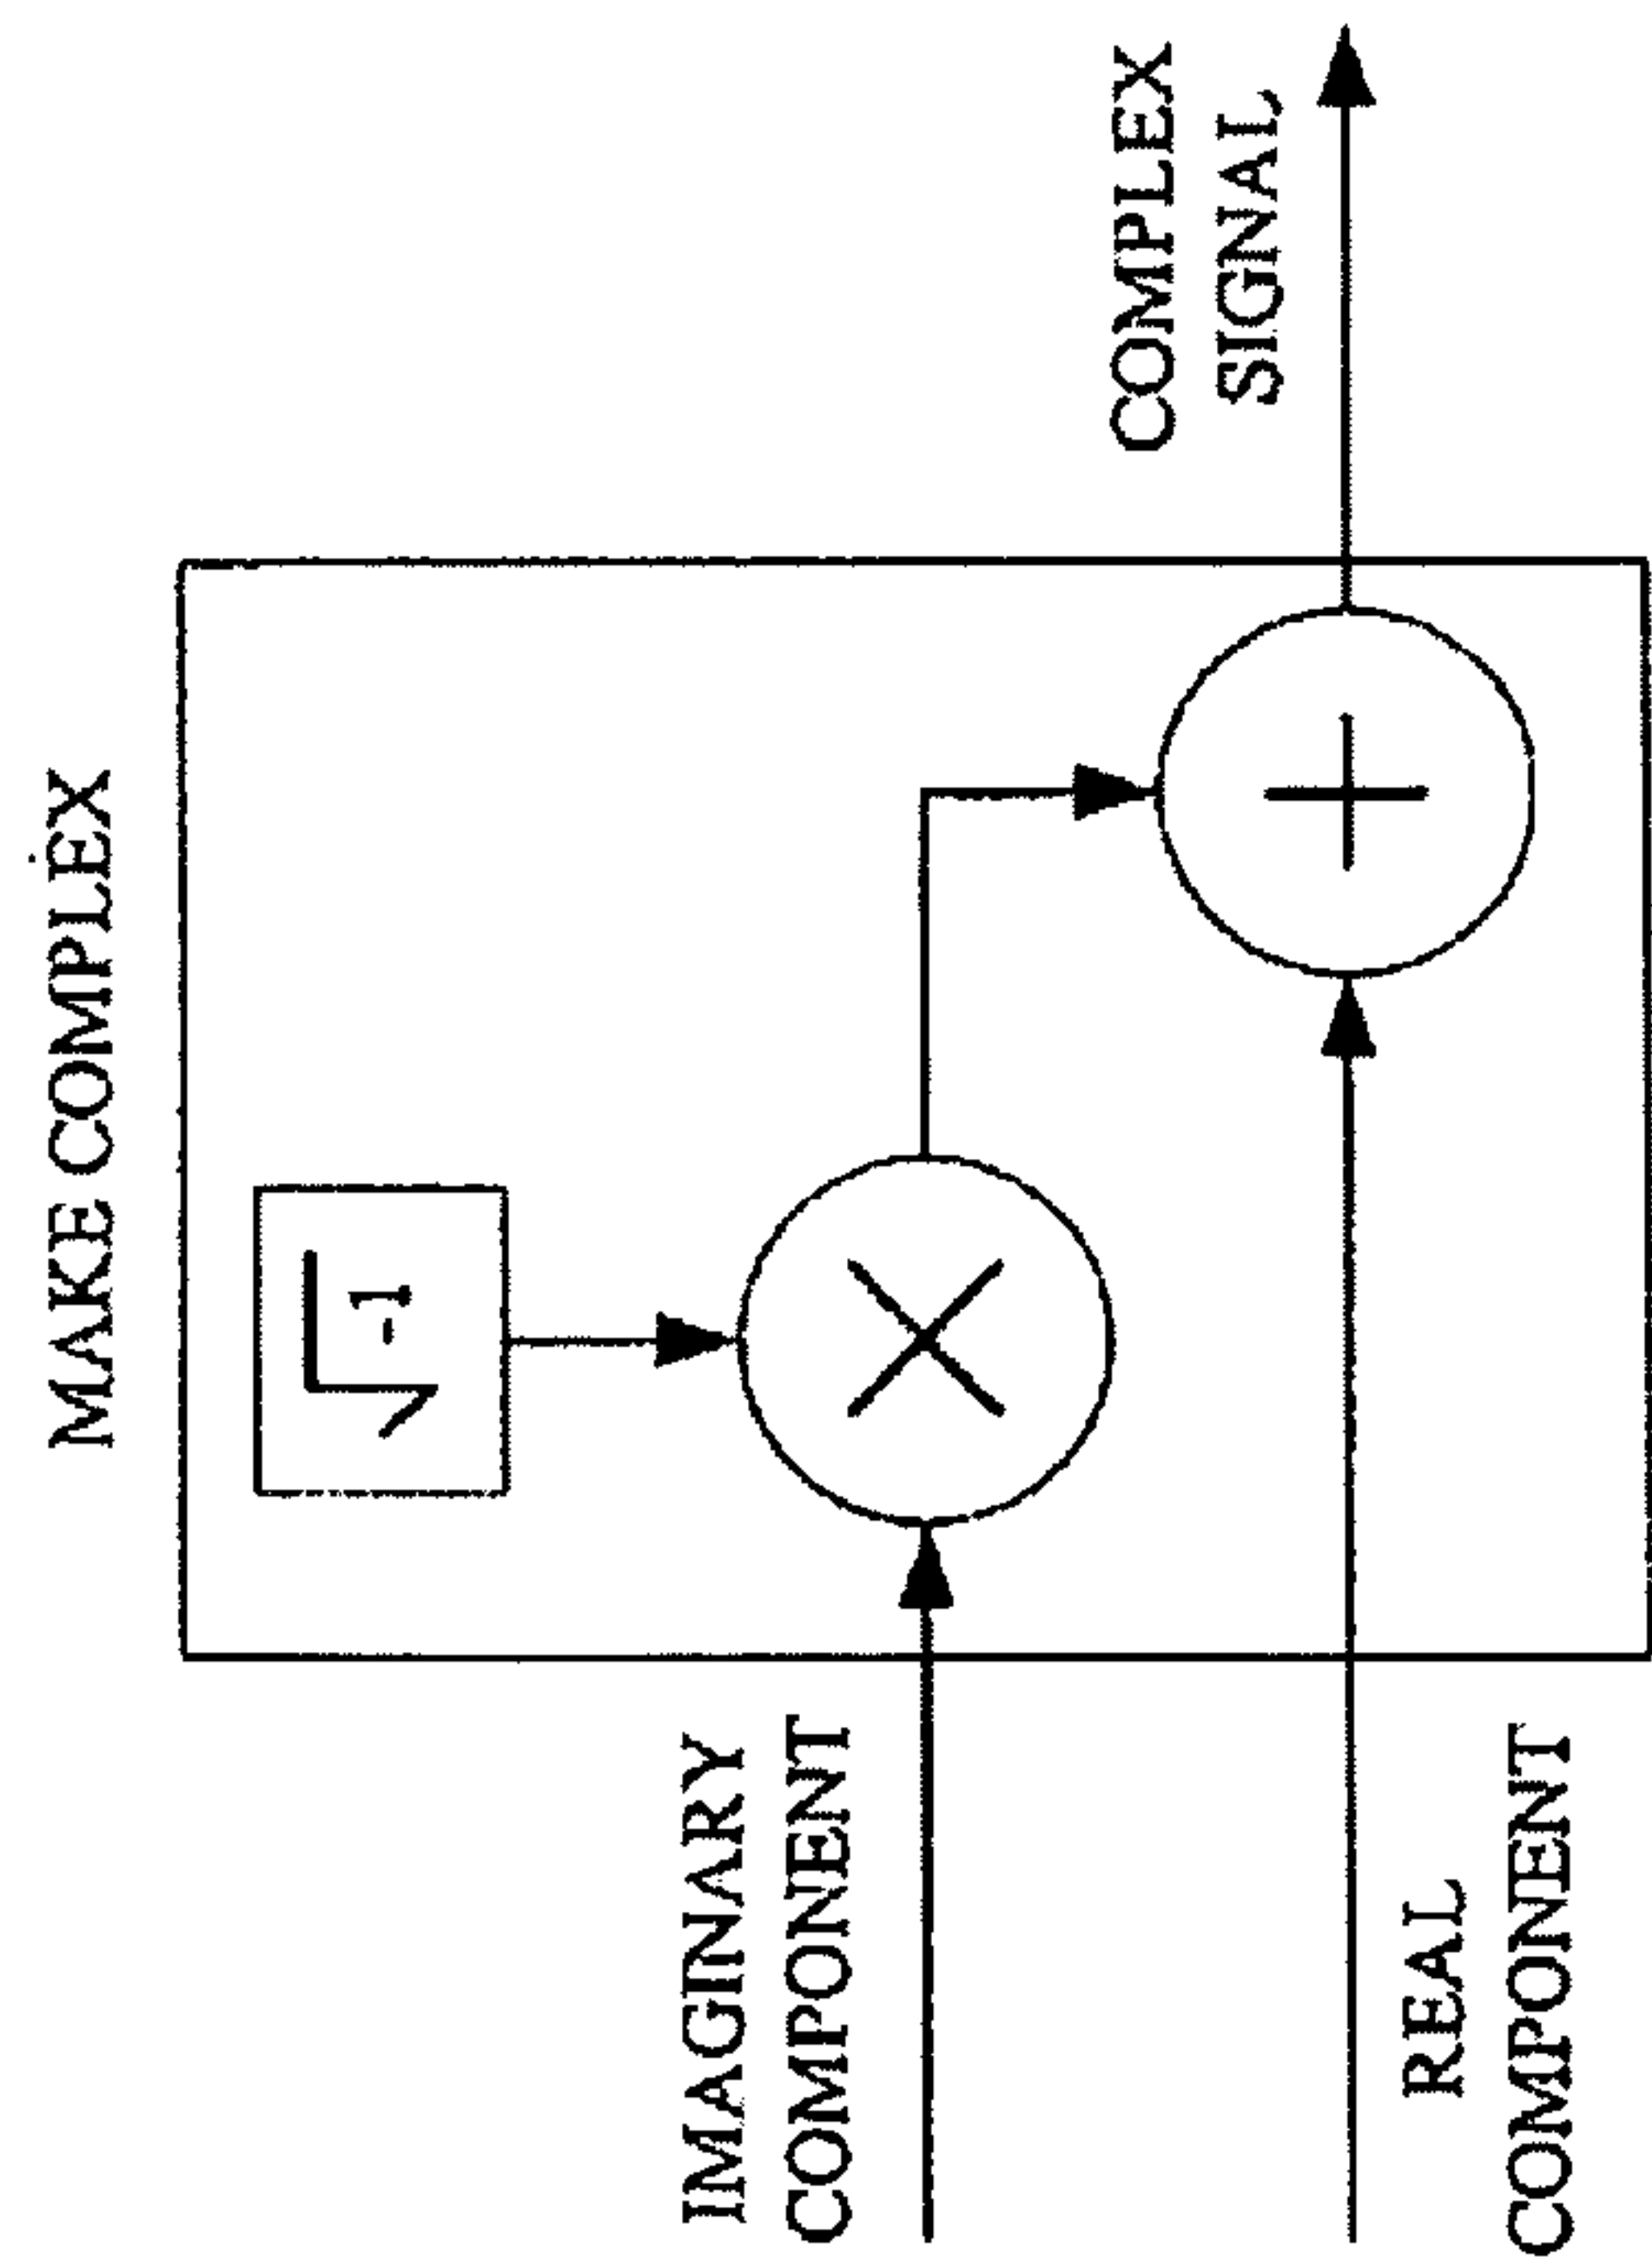 MAKE COMPLEX
√-1
IMAGINARY
COMPONENT
REAL
COMPONENT
COMPLEX
SIGNAL